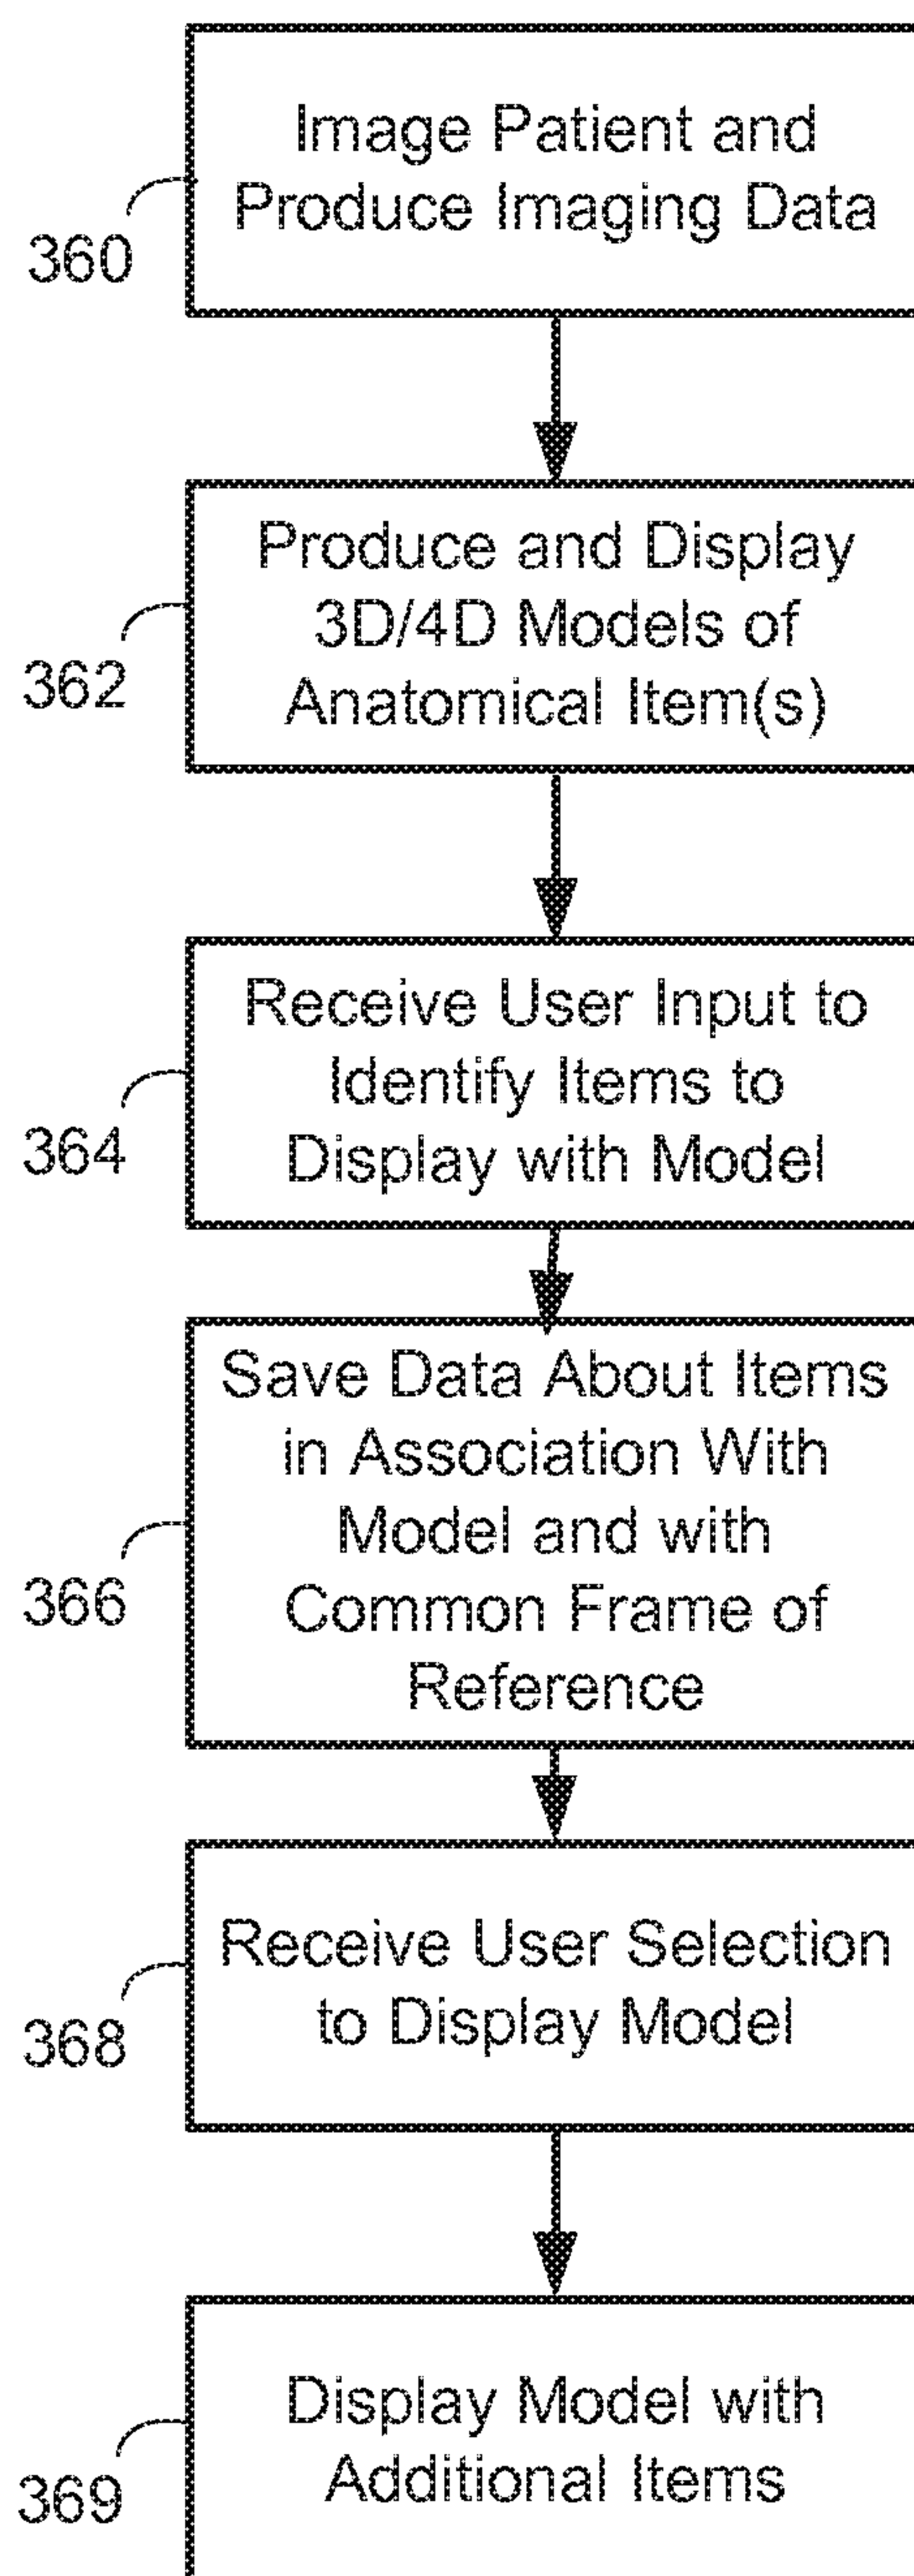 Image Patient and
Produce Imaging Data
360
Produce and Display
3D/4D Models of
Anatomical Item(s)
362
Receive User Input to
Identify Items to
Display with Model
364
Save Data About Items
in Association With
Model and with
Common Frame of
Reference
366
Receive User Selection
to Display Model
368
Display Model with
Additional Items
369